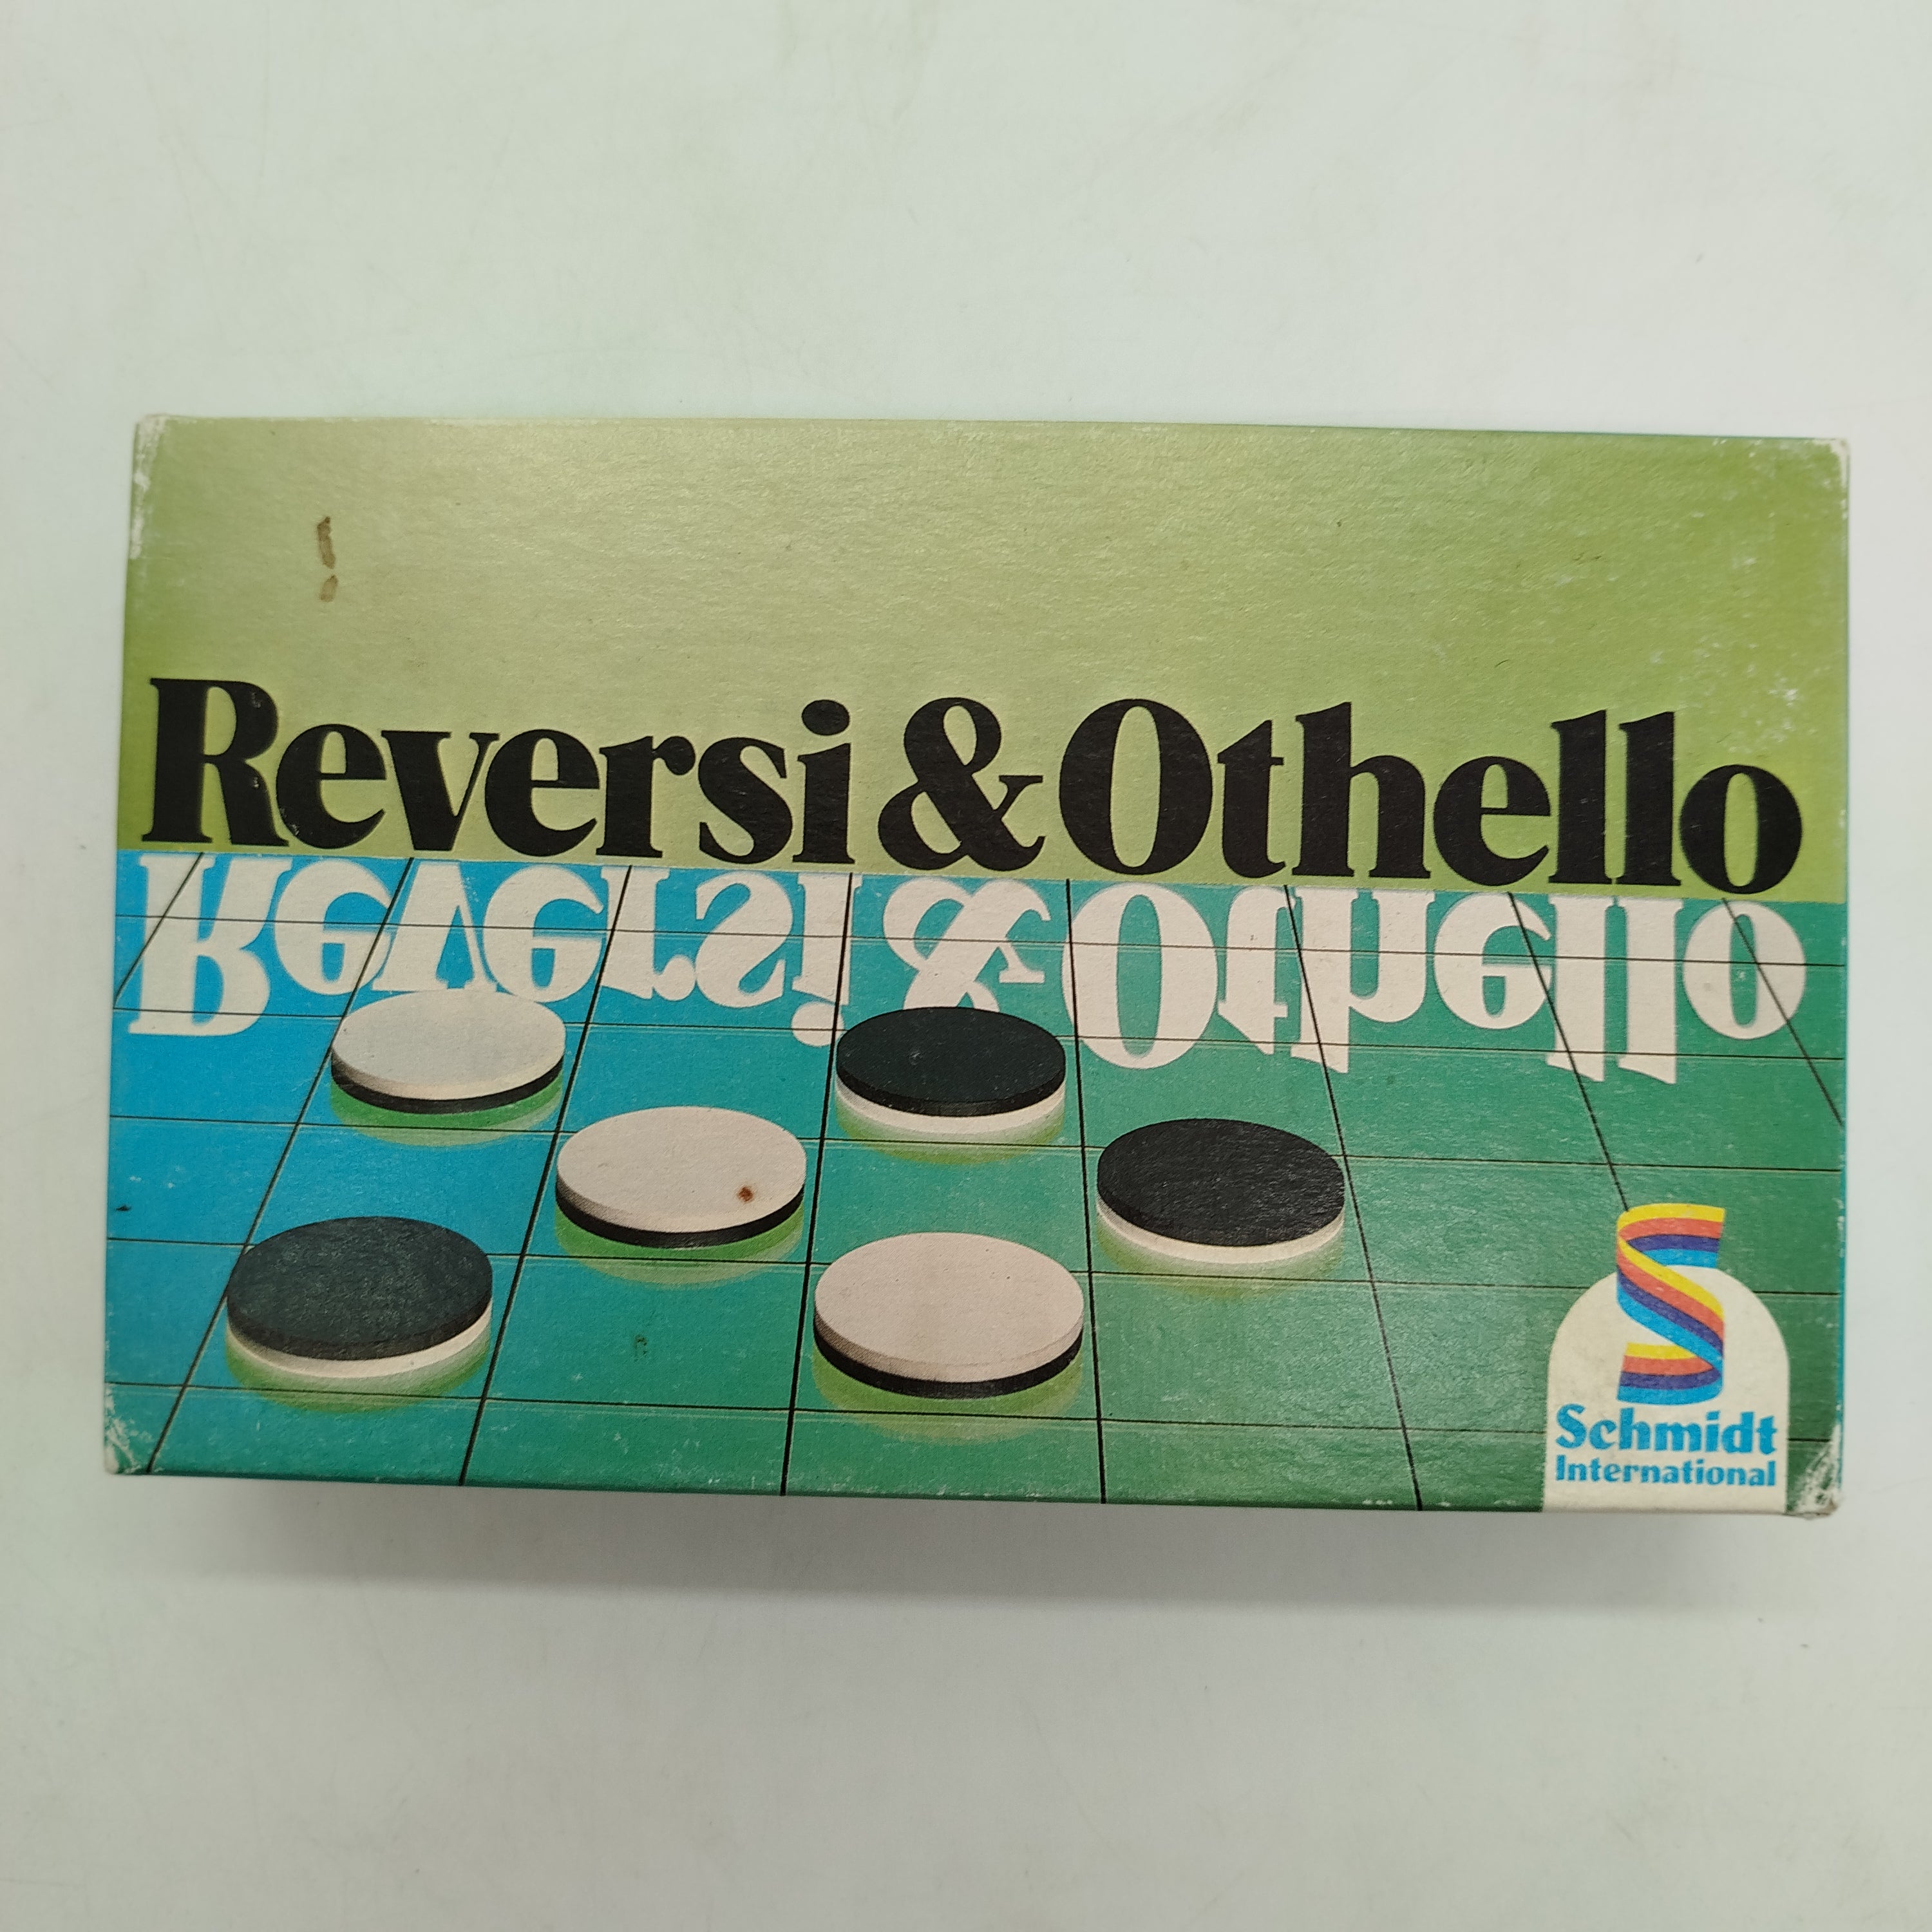 Reversi & Othello
Reversi & Othello
Schmidt
International